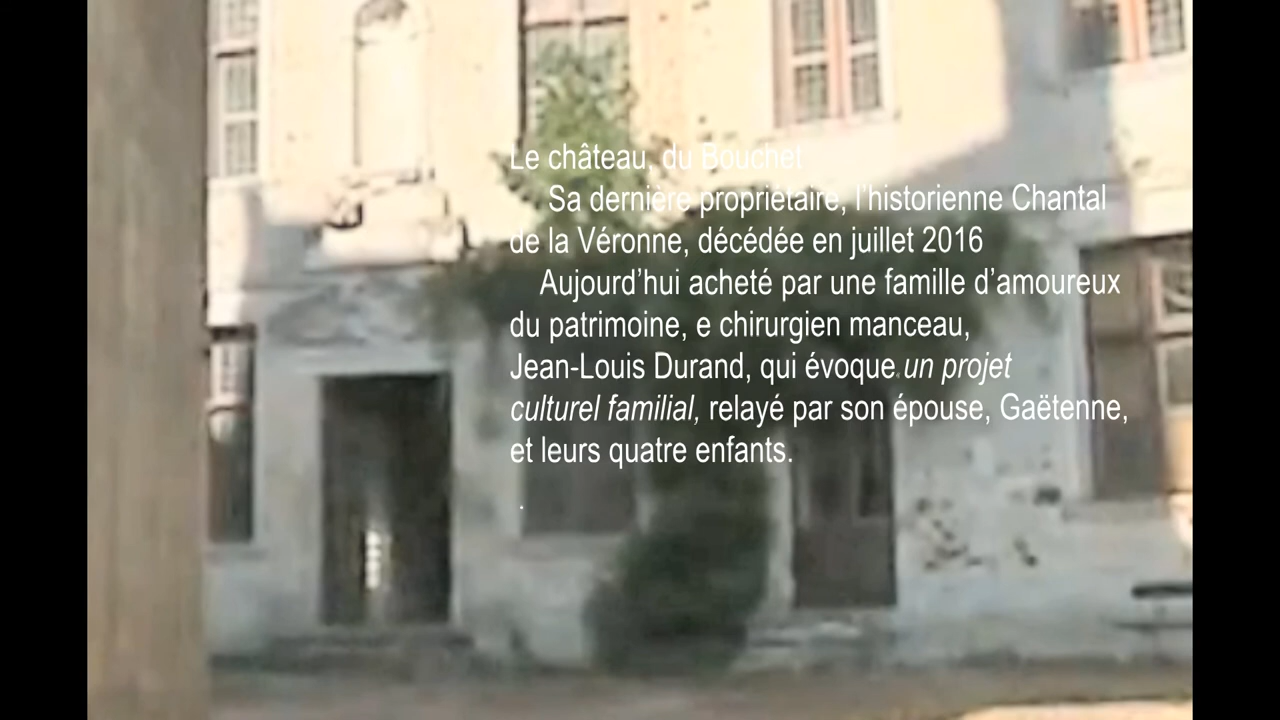 Le château, du Bouchet
Sa dernière propriétaire, l’historienne Chantal
de la Véronne, décédée en juillet 2016
Aujourd’hui acheté par une famille d’amoureux
du patrimoine, e chirurgien manceau,
Jean-Louis Durand, qui évoque un projet
culturel familial, relayé par son épouse, Gaëtenne,
et leurs quatre enfants.
.